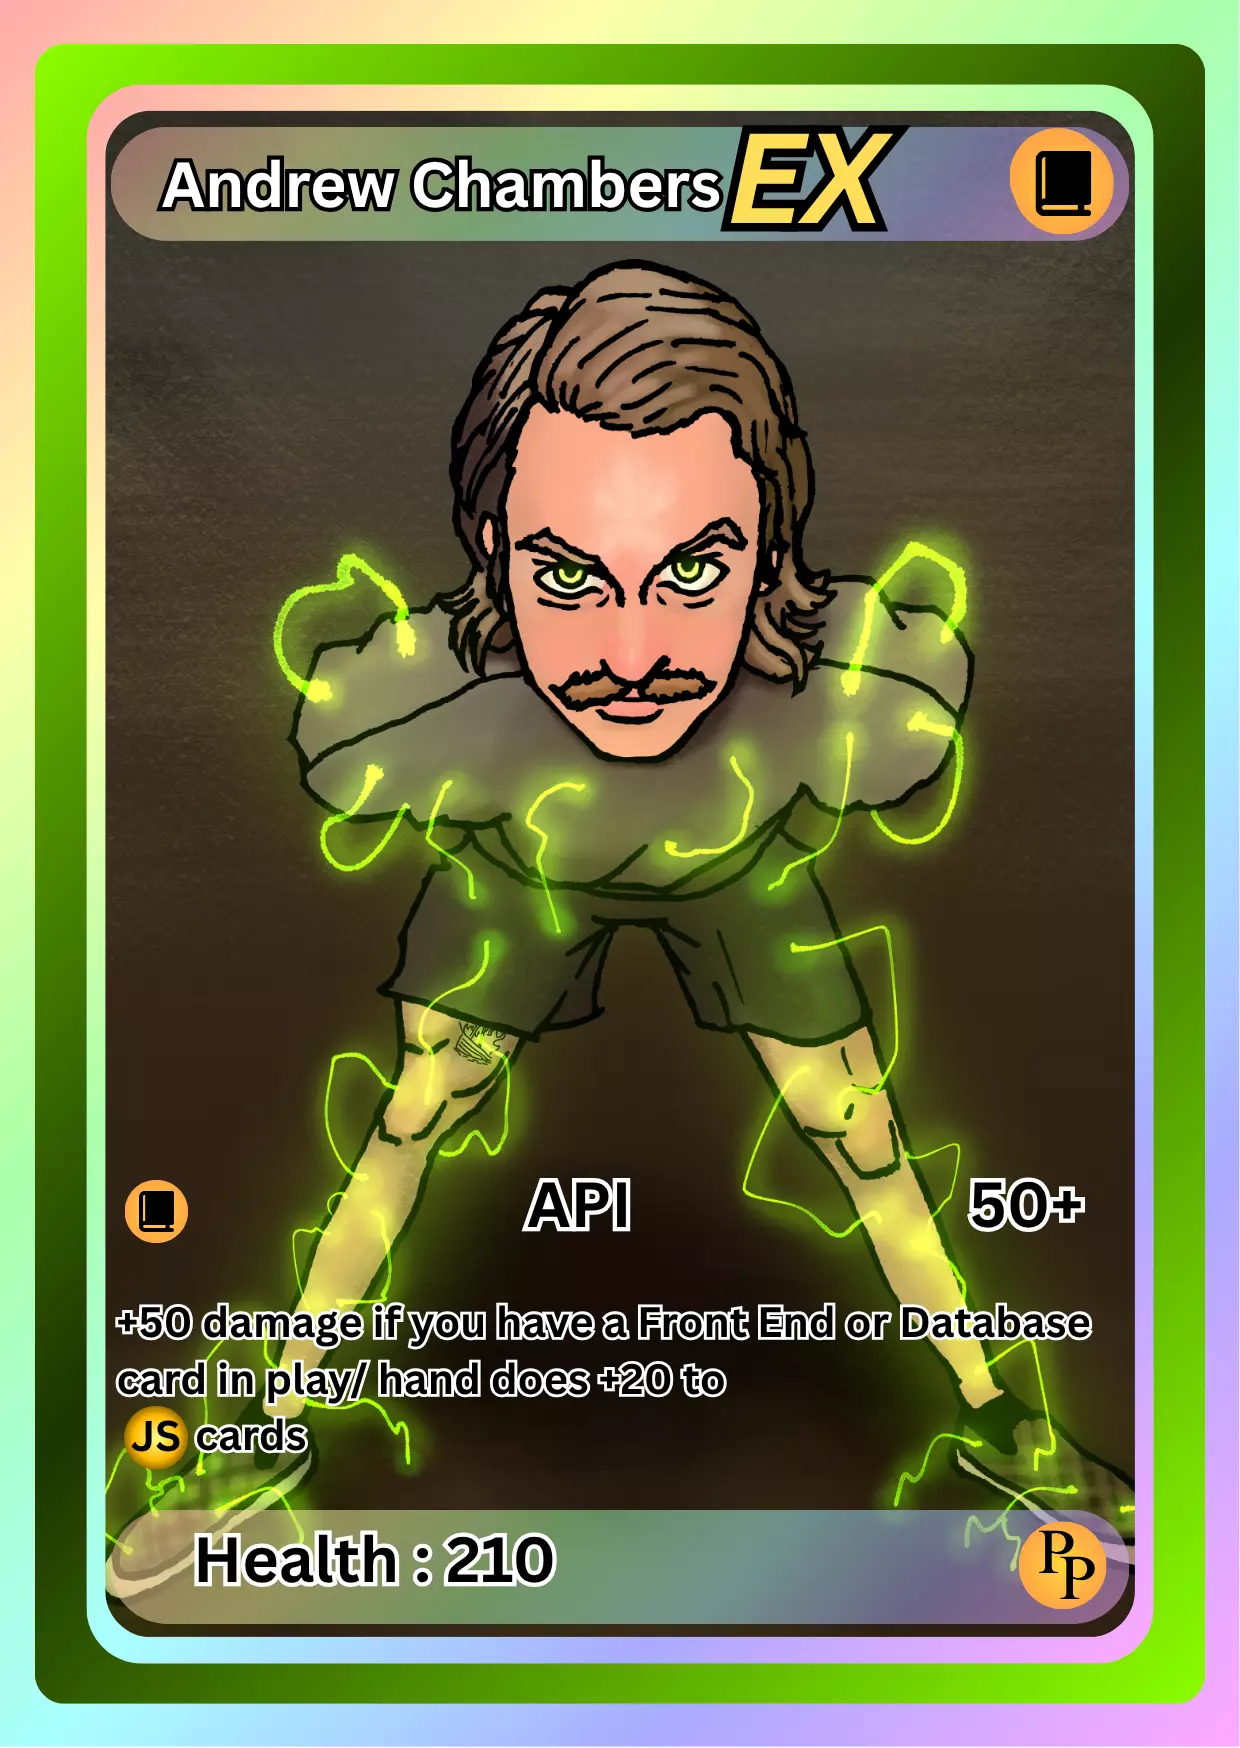 Andrew Chambers EX
API 50+
+50 damage if you have a Front End or Database
card in play/ hand does +20 to
JS cards
Health : 210
PP